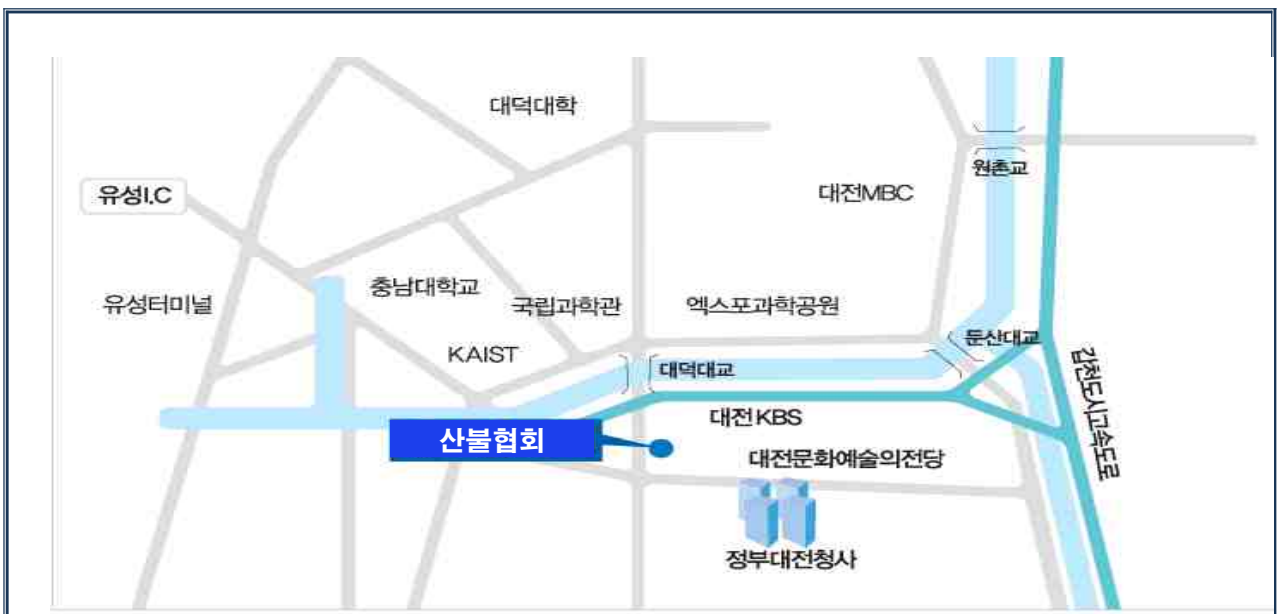 대덕대학
원촌교
유성I.C
대전MBC
충남대학교
유성터미널
국립과학관
엑스포과학공원
KAIST
둔산대교
대덕대교
갑천도시고속도로
대전KBS
산불협회
대전문화예술의전당
정부대전청사